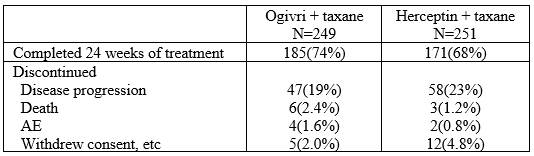 Ogivri + taxane Herceptin + taxane
N=249 N=251
Completed 24 weeks of treatment 185(74%) 171(68%)
Discontinued
Disease progression 47(19%) 58(23%)
Death 6(2.4%) 3(1.2%)
AE 4(1.6%) 2(0.8%)
Withdrew consent, etc 5(2.0%) 12(4.8%)